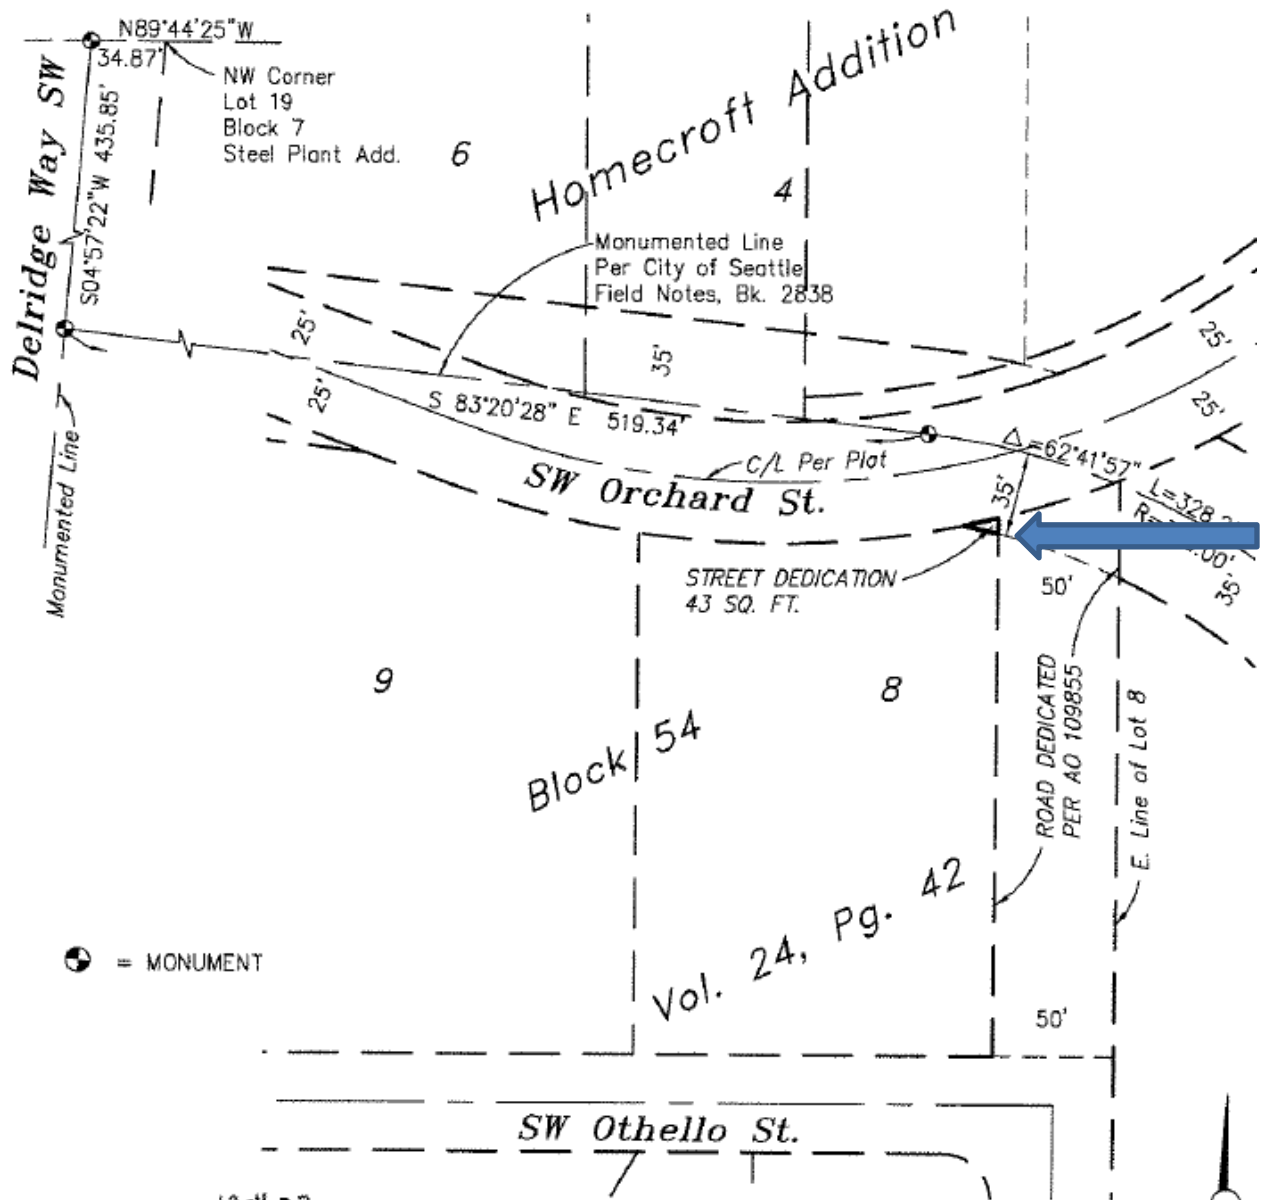 N89°44'25"W
34.87'
NW Corner
Lot 19
Block 7
Steel Plant Add.
Delridge Way SW
S04°57'22"W 435.85'
6
Homecroft Addition
4
Monumented Line
Per City of Seattle
Field Notes, Bk. 2838
25'
25'
35'
25'
25'
S 83°20'28" E 519.34'
Δ=62°41'57"
C/L Per Plat
SW Orchard St.
35'
L=328
R=
.00'
35'
Monumented Line
STREET DEDICATION
43 SQ. FT.
50'
9
8
Block 54
ROAD DEDICATED
PER AO 109855
E. Line of Lot 8
Vol. 24, Pg. 42
= MONUMENT
50'
SW Othello St.